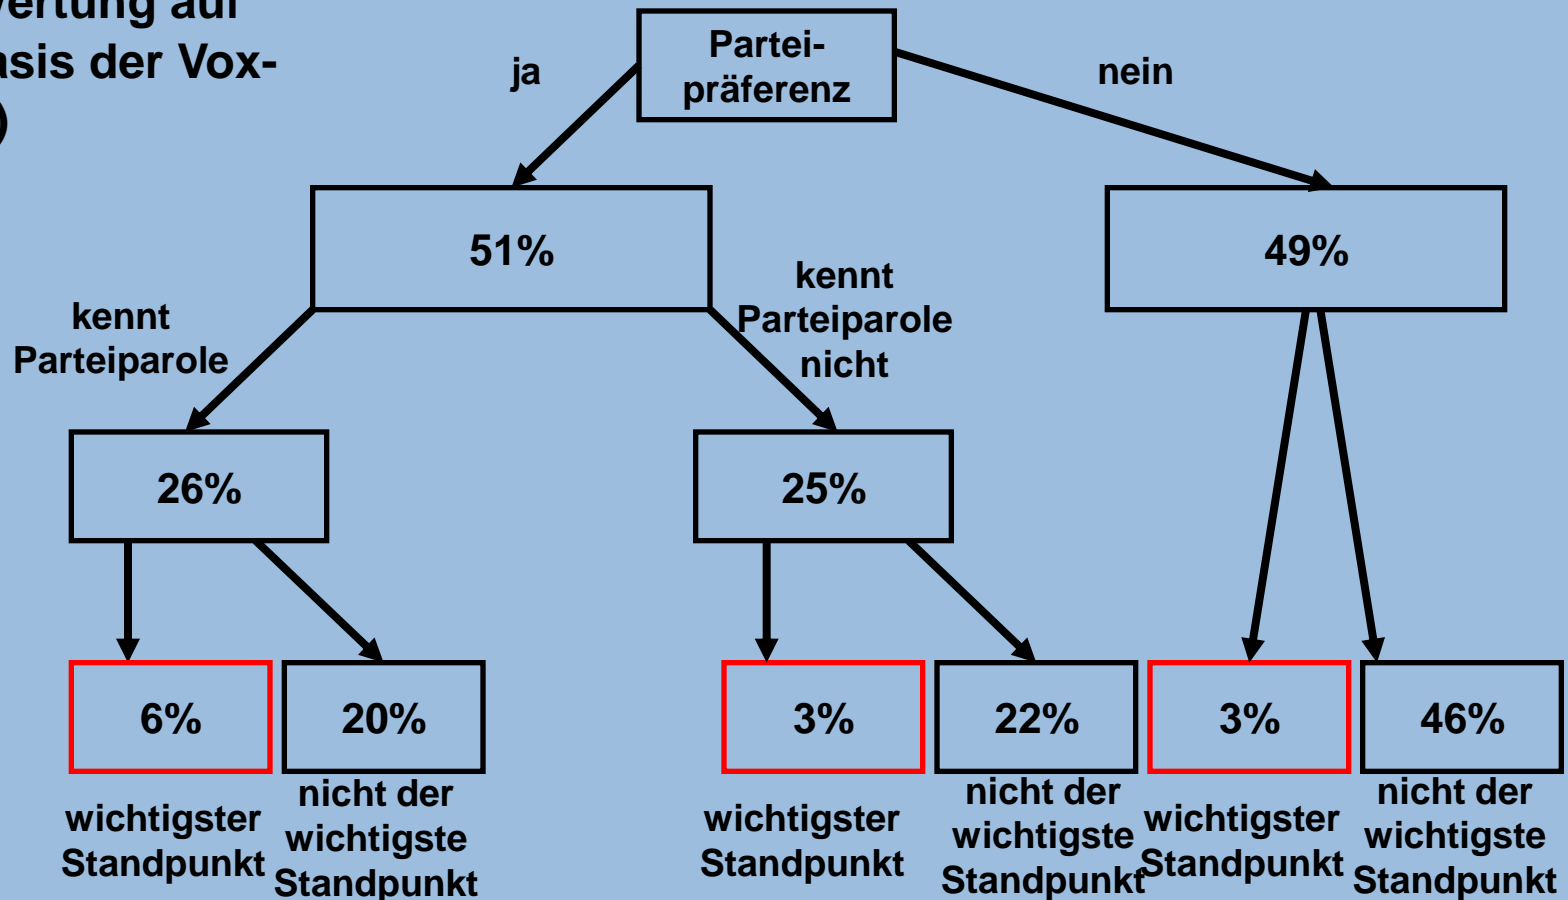 auf
der Vox-
)
Partei-
präferenz
ja
nein
51%
49%
kennt
Parteiparole
kennt
Parteiparole
nicht
26%
25%
6%
20%
3%
22%
3%
46%
wichtigster
Standpunkt
nicht der
wichtigste
Standpunkt
wichtigster
Standpunkt
nicht der
wichtigste
Standpunkt
wichtigster
Standpunkt
nicht der
wichtigste
Standpunkt